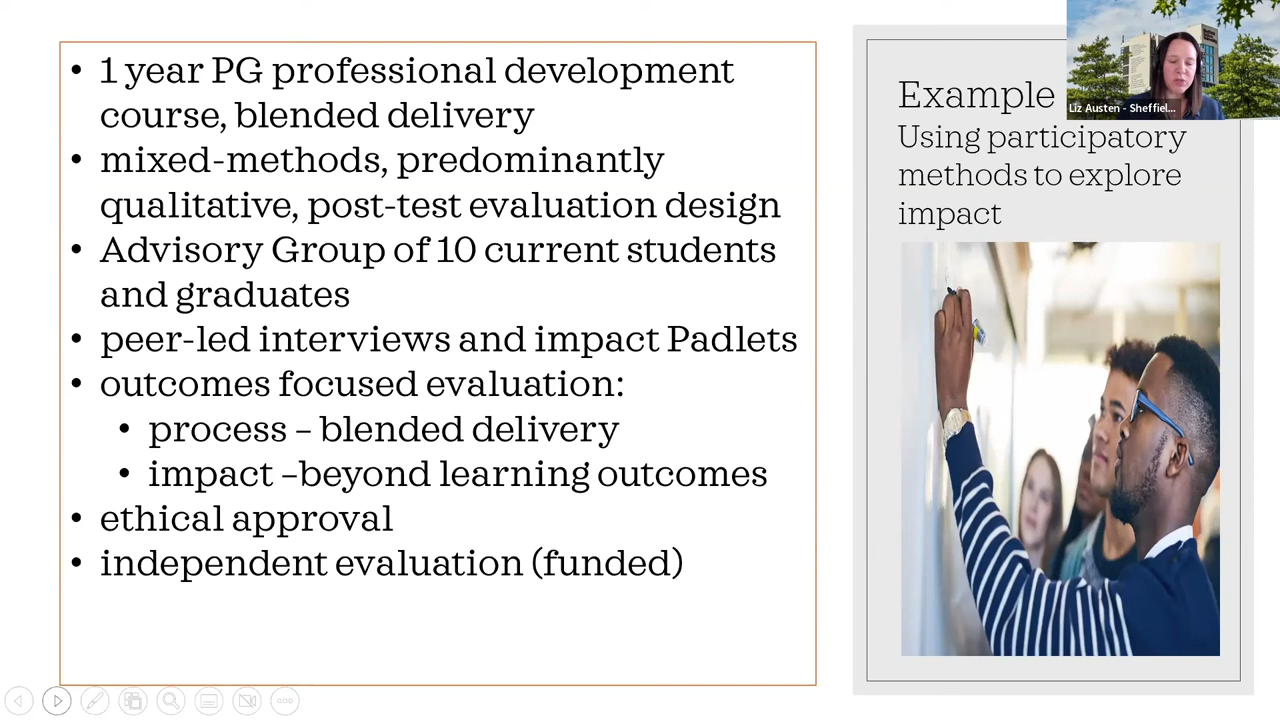 • 1 year PG professional development
course, blended delivery
• mixed-methods, predominantly
qualitative, post-test evaluation design
• Advisory Group of 10 current students
and graduates
• peer-led interviews and impact Padlets
• outcomes focused evaluation:
• process – blended delivery
• impact –beyond learning outcomes
• ethical approval
• independent evaluation (funded)
Example
Using participatory
methods to explore
impact
Liz Austen - Sheffiel...